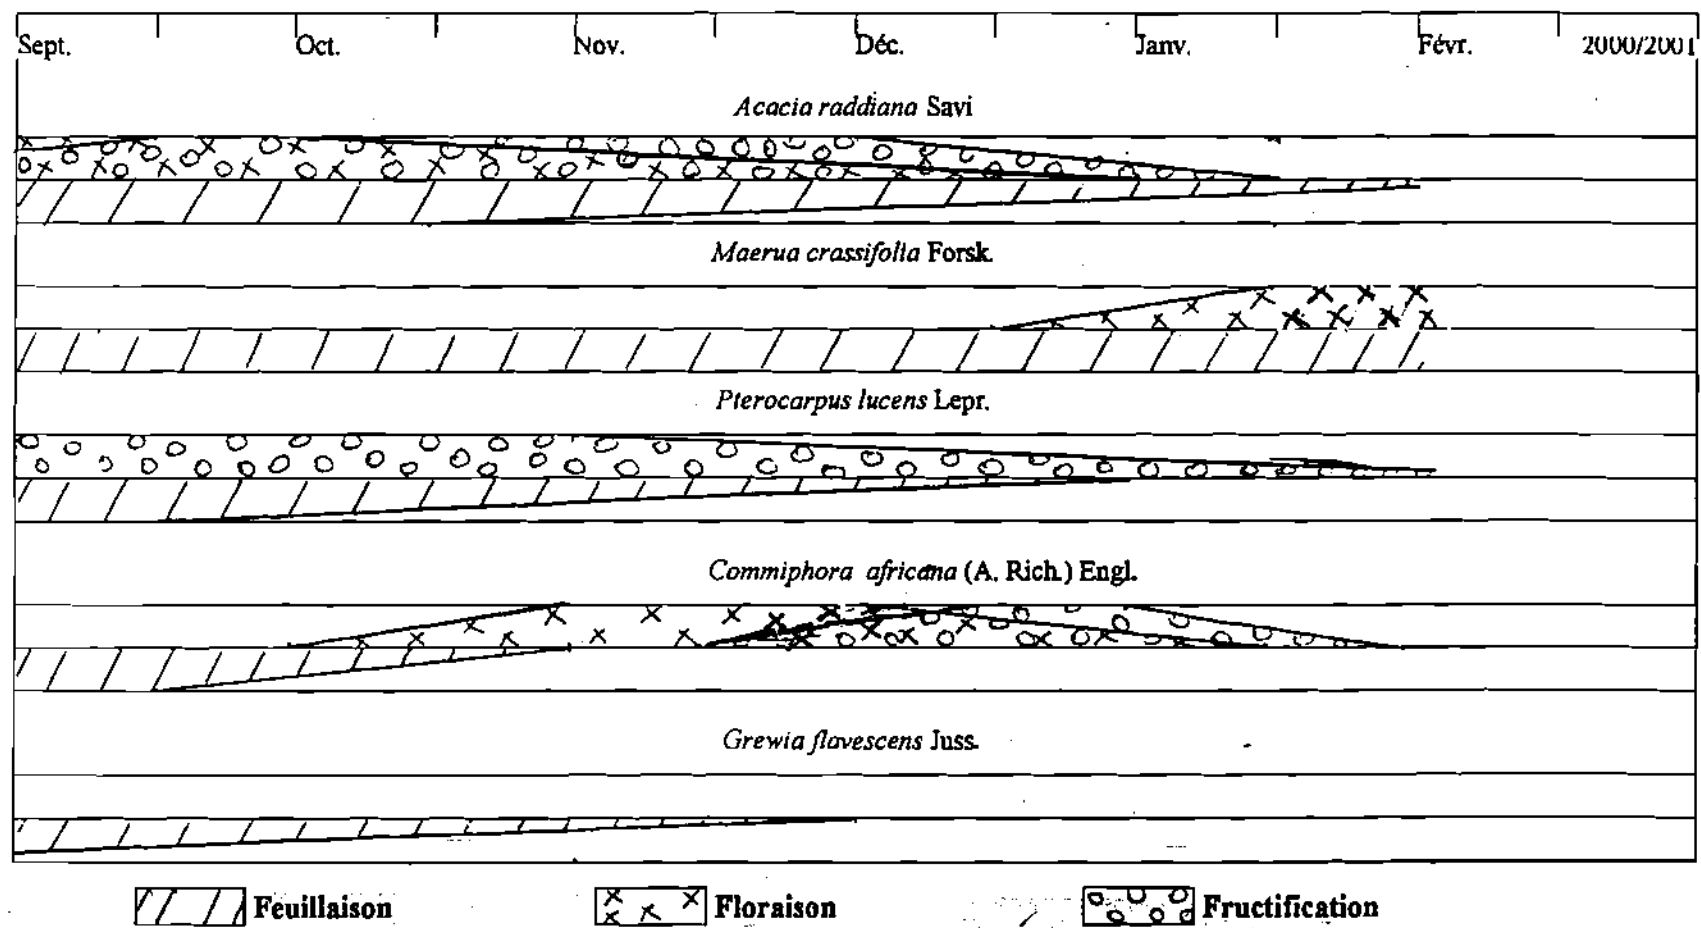 Sept. Oct. Nov. Déc. Janv. Févr. 2000/2001
Acacia raddiana Savi
Maerua crassifolia Forsk.
Pterocarpus lucens Lepr.
Commiphora africana (A. Rich.) Engl.
Grewia flavescens Juss.
Feuillaison Floraison Fructification